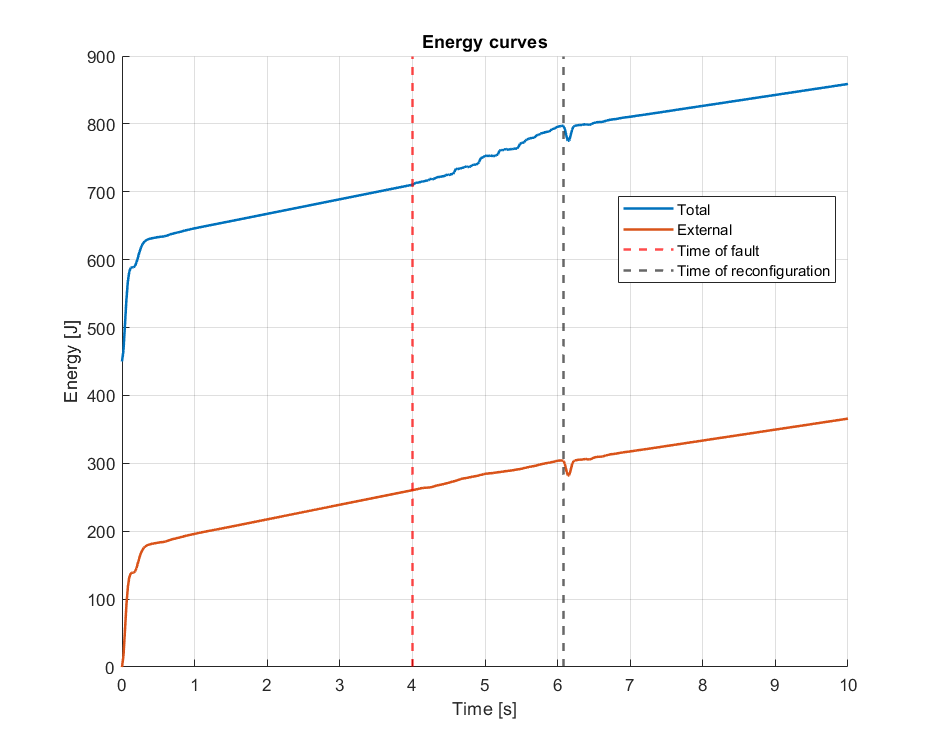 Energy curves
900
800
700
600
500
400
300
200
100
0
Energy [J]
Total
External
Time of fault
Time of reconfiguration
0 1 2 3 4 5 6 7 8 9 10
Time [s]